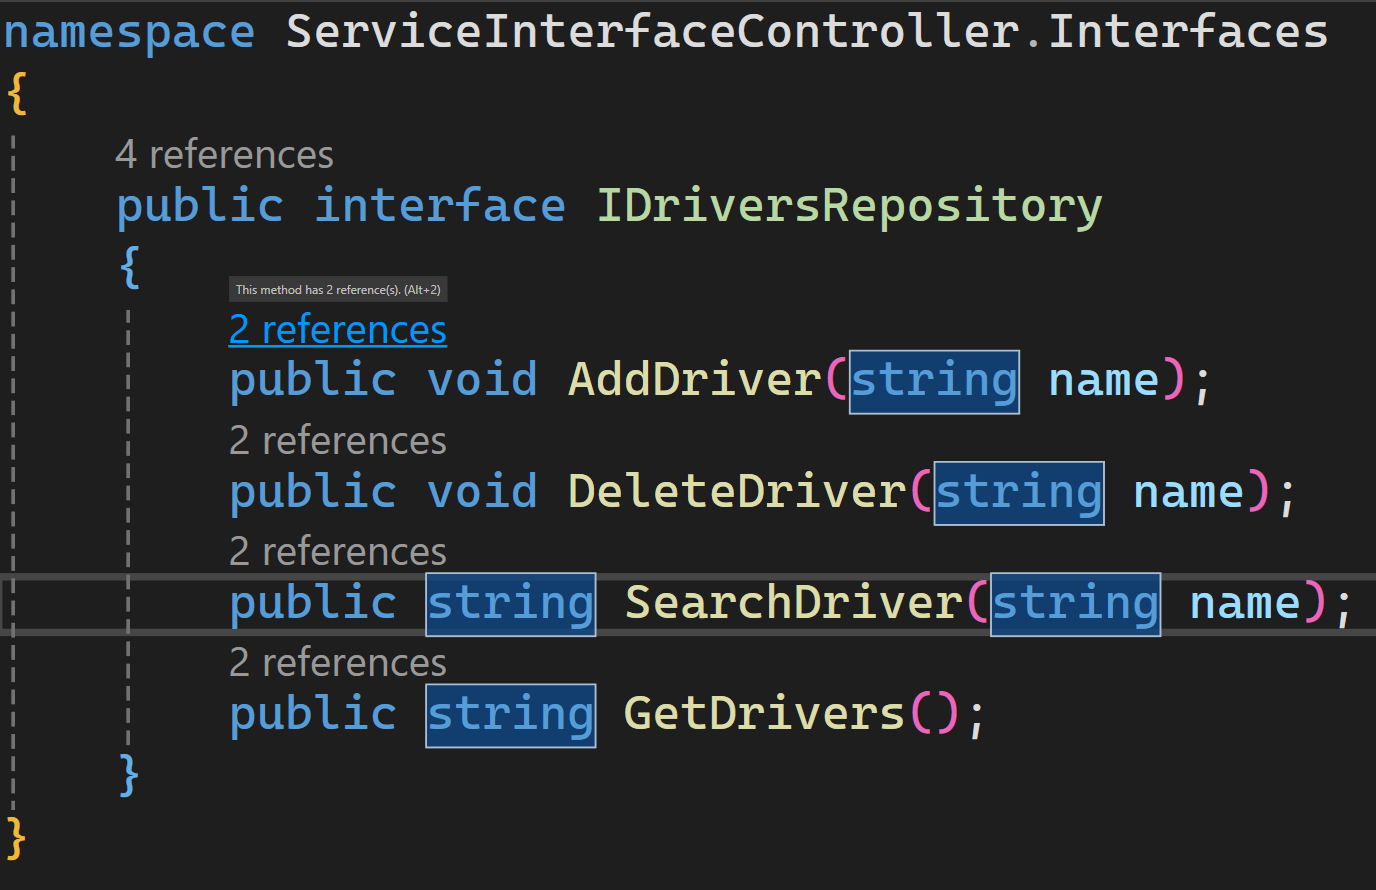 namespace ServiceInterfaceController.Interfaces
{
4 references
public interface IDriversRepository
{
This method has 2 reference(s). (Alt+2)
2 references
public void AddDriver(string name);
2 references
public void DeleteDriver(string name);
2 references
public string SearchDriver(string name);
2 references
public string GetDrivers();
}
}